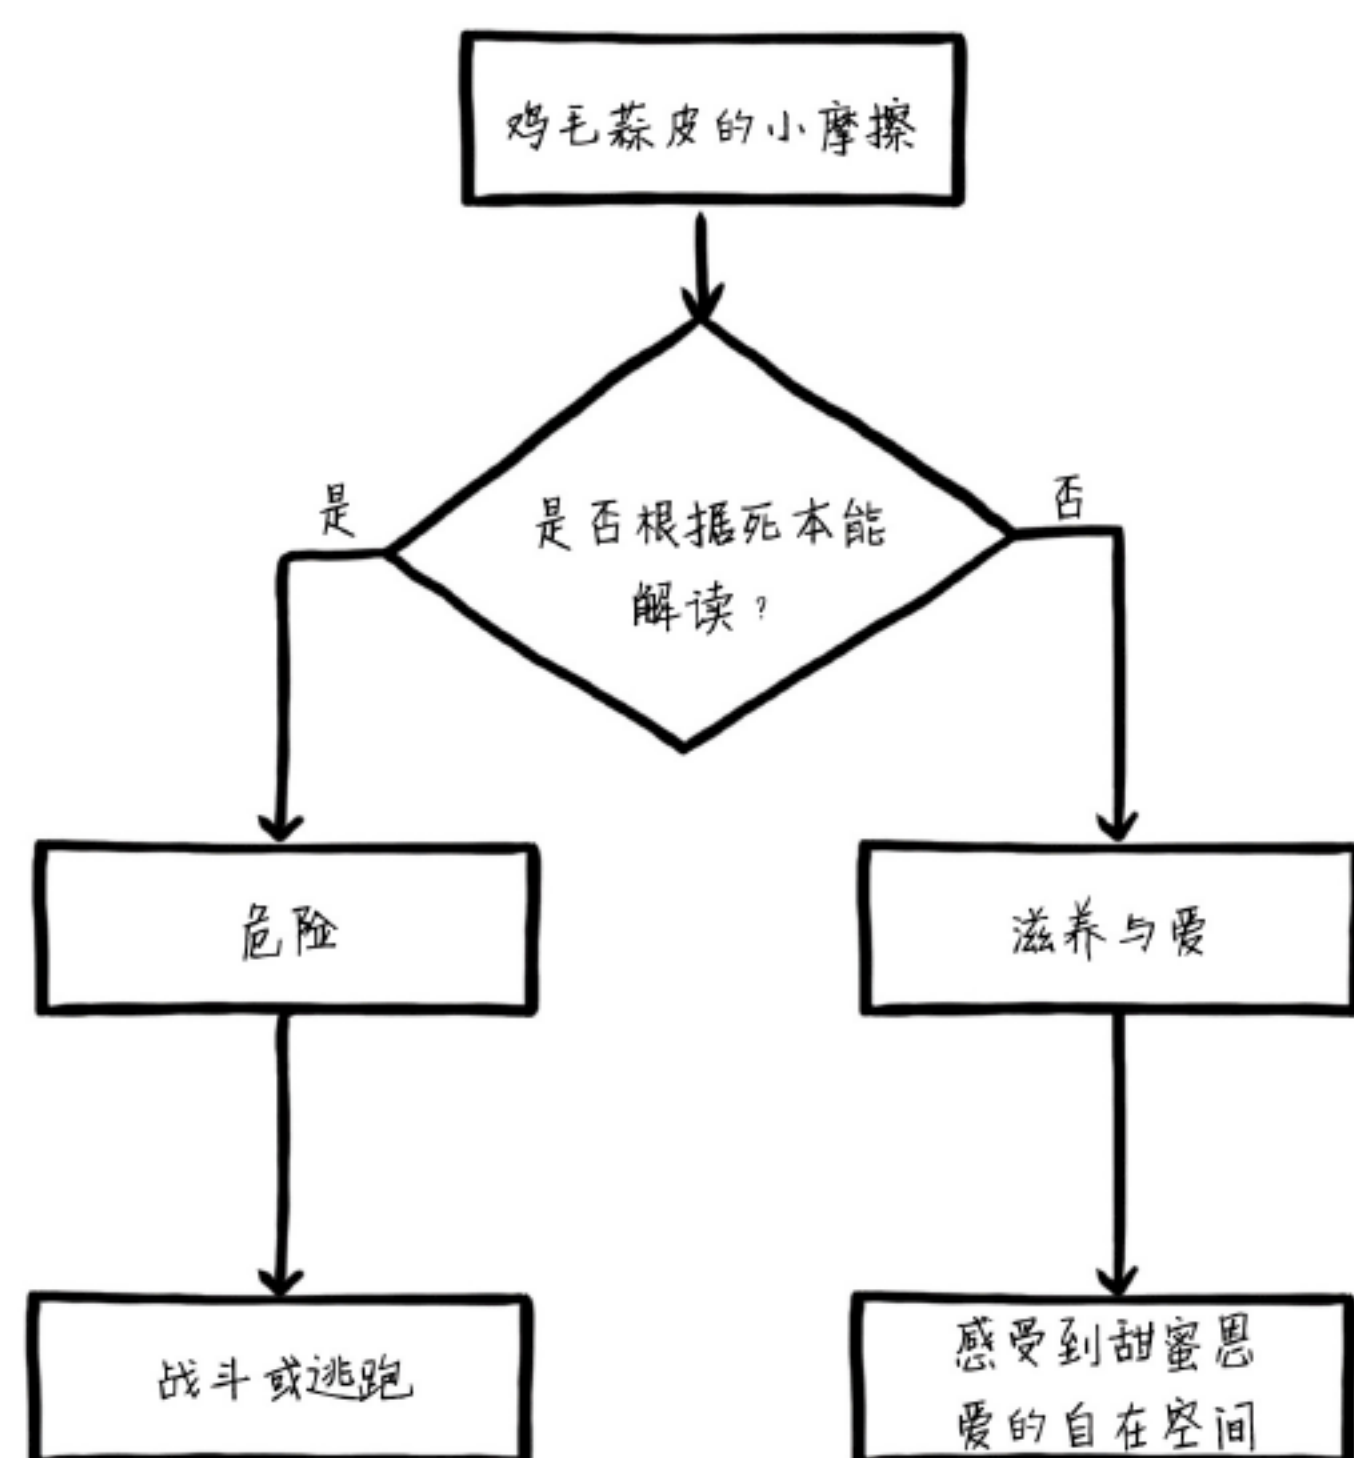 鸡毛蒜皮的小摩擦
是
否
是否根据死本能
解读？
危险
滋养与爱
战斗或逃跑
感受到甜蜜恩
爱的自在空间